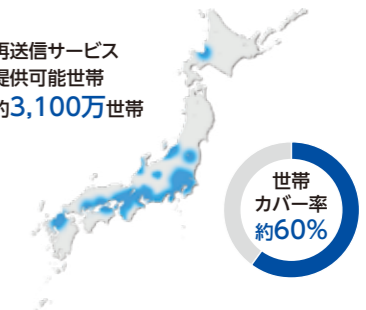 再送信サービス
提供可能世帯
約3,100万世帯
世帯
カバー率
約60%